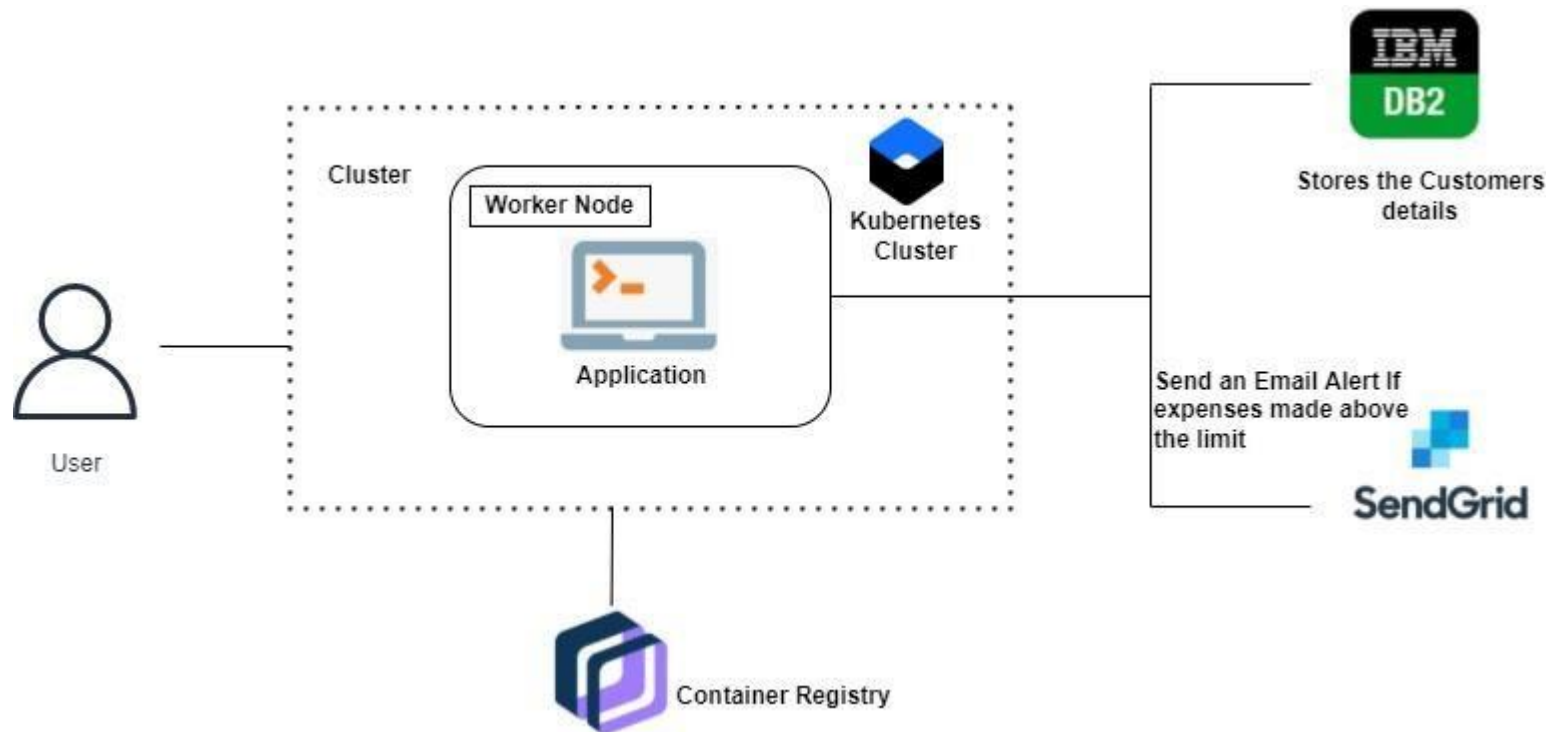 IBM
DB2
Stores the Customers
details
Cluster
Worker Node
Kubernetes
Cluster
Application
User
Send an Email Alert If
expenses made above
the limit
SendGrid
Container Registry